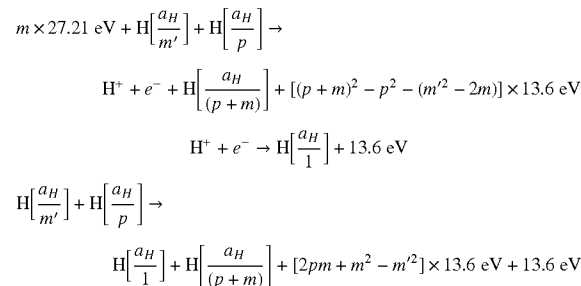 m × 27.21 eV + H[a_H/m′] + H[a_H/p] →
H⁺ + e⁻ + H[a_H/(p + m)] + [(p + m)² − p² − (m′² − 2m)] × 13.6 eV
H⁺ + e⁻ → H[a_H/1] + 13.6 eV
H[a_H/m′] + H[a_H/p] →
H[a_H/1] + H[a_H/(p + m)] + [2pm + m² − m′²] × 13.6 eV + 13.6 eV